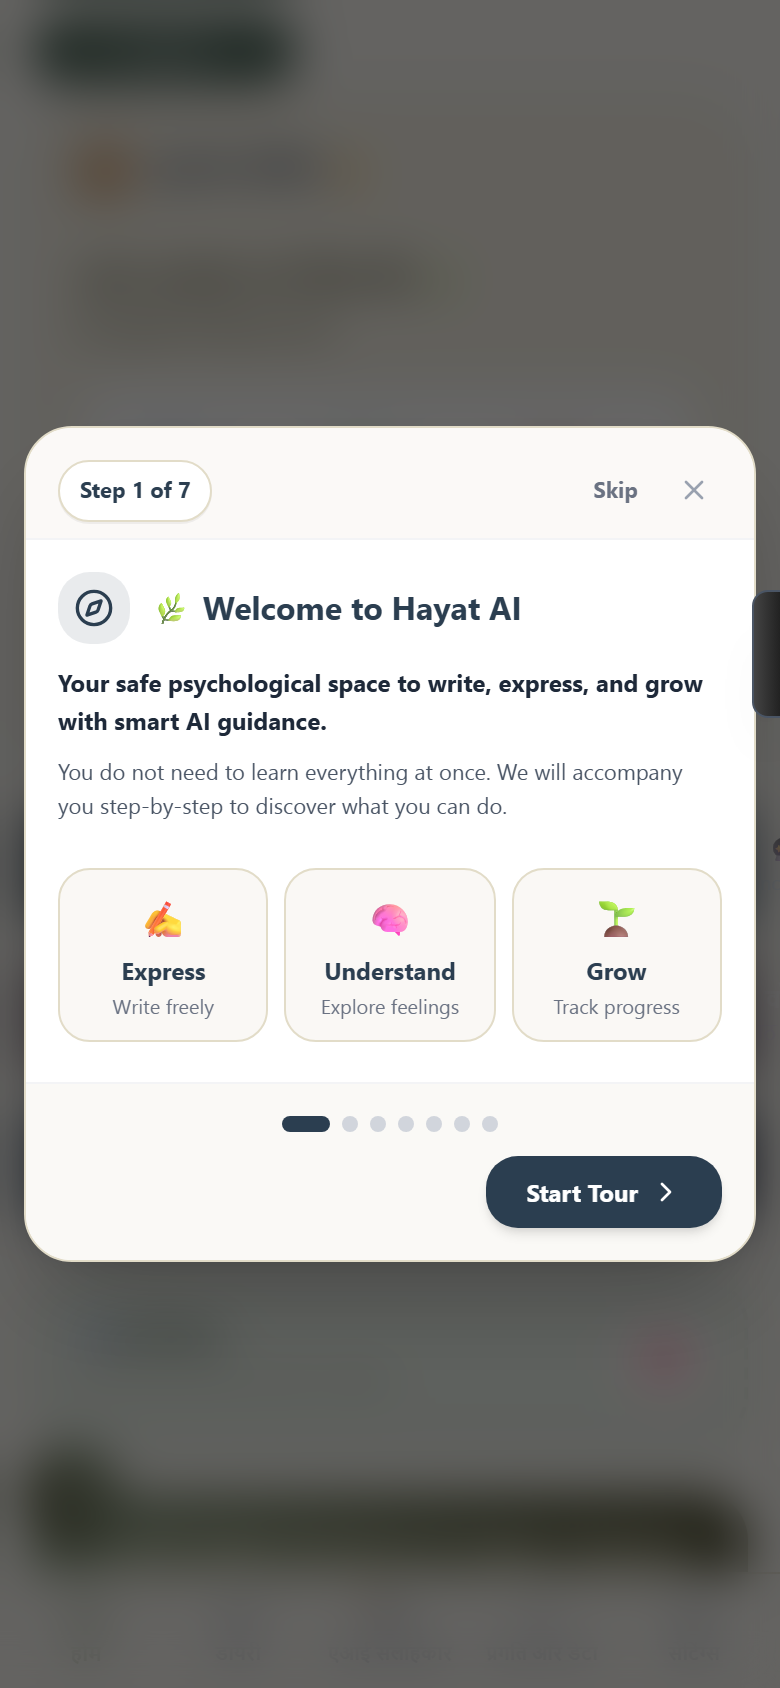 Step 1 of 7
Skip
Welcome to Hayat AI
Your safe psychological space to write, express, and grow
with smart AI guidance.
You do not need to learn everything at once. We will accompany
you step-by-step to discover what you can do.
Express
Write freely
Understand
Explore feelings
Grow
Track progress
Start Tour